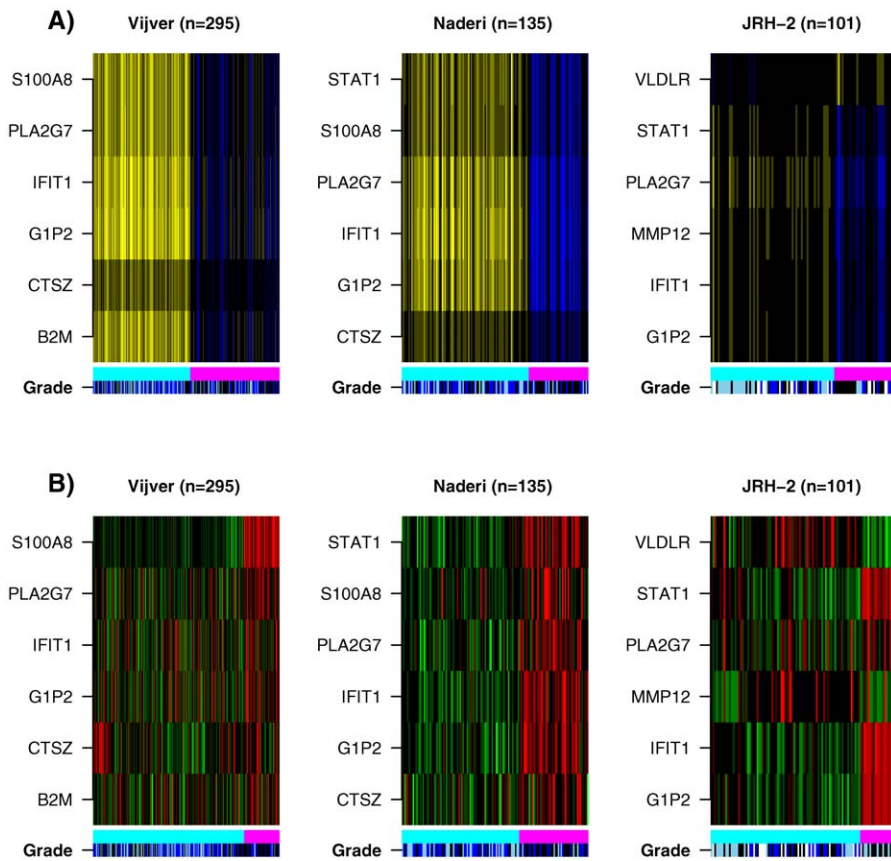 A)
Vijver (n=295)
S100A8
PLA2G7
IFIT1
G1P2
CTSZ
B2M
Grade
Naderi (n=135)
STAT1
S100A8
PLA2G7
IFIT1
G1P2
CTSZ
Grade
JRH−2 (n=101)
VLDLR
STAT1
PLA2G7
MMP12
IFIT1
G1P2
Grade
B)
Vijver (n=295)
S100A8
PLA2G7
IFIT1
G1P2
CTSZ
B2M
Grade
Naderi (n=135)
STAT1
S100A8
PLA2G7
IFIT1
G1P2
CTSZ
Grade
JRH−2 (n=101)
VLDLR
STAT1
PLA2G7
MMP12
IFIT1
G1P2
Grade